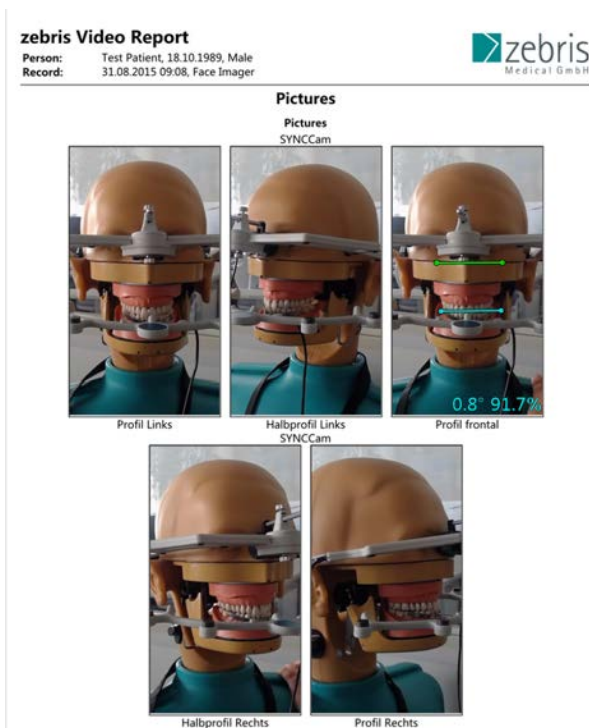 zebris Video Report
Person: Test Patient, 18.10.1989, Male
Record: 31.08.2015 09:08, Face Imager
zebris
Medical GmbH
Pictures
Pictures
SYNCCam
0.8° 91.7%
Profil Links
Halbprofil Links
Profil frontal
SYNCCam
Halbprofil Rechts
Profil Rechts